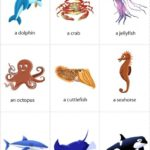 a dolphin
a crab
a jellyfish
an octopus
a cuttlefish
a seahorse